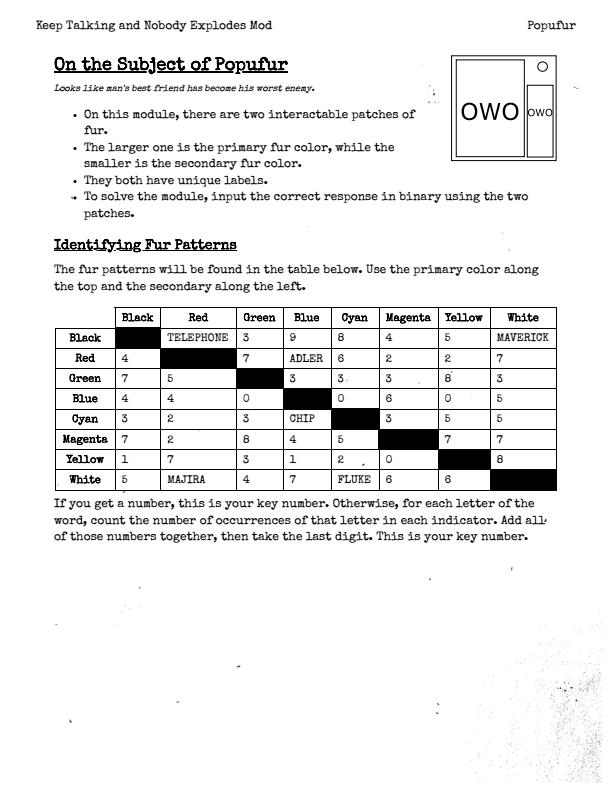 Keep Talking and Nobody Explodes Mod Popufur
On the Subject of Popufur
Looks like man's best friend has become his worst enemy.
OWO OWO
• On this module, there are two interactable patches of
fur.
• The larger one is the primary fur color, while the
smaller is the secondary fur color.
• They both have unique labels.
• To solve the module, input the correct response in binary using the two
patches.
Identifying Fur Patterns
The fur patterns will be found in the table below. Use the primary color along
the top and the secondary along the left.
Black Red Green Blue Cyan Magenta Yellow White
Black TELEPHONE 3 9 8 4 5 MAVERICK
Red 4 7 ADLER 6 2 2 7
Green 7 5 3 3 3 8 3
Blue 4 4 0 0 6 0 5
Cyan 3 2 3 CHIP 3 5 5
Magenta 7 2 8 4 5 7 7
Yellow 1 7 3 1 2 0 8
White 5 MAJIRA 4 7 FLUKE 6 6
If you get a number, this is your key number. Otherwise, for each letter of the
word, count the number of occurrences of that letter in each indicator. Add all
of those numbers together, then take the last digit. This is your key number.